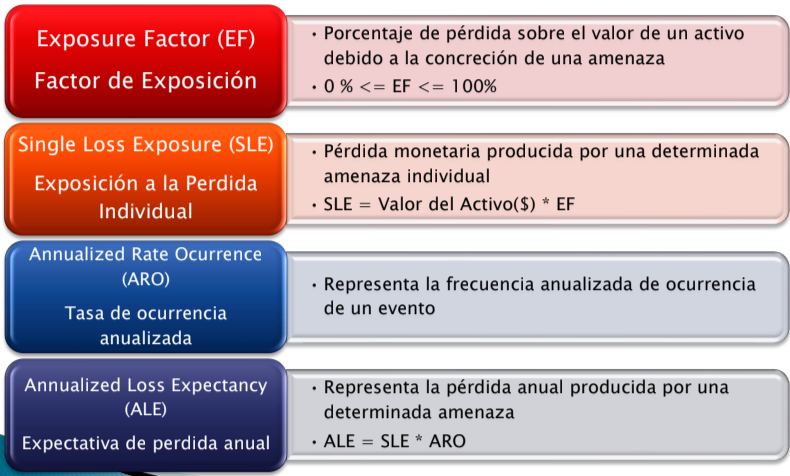 Exposure Factor (EF)
Factor de Exposición
• Porcentaje de pérdida sobre el valor de un activo
debido a la concreción de una amenaza
• 0 % <= EF <= 100%
Single Loss Exposure (SLE)
Exposición a la Perdida
Individual
• Pérdida monetaria producida por una determinada
amenaza individual
• SLE = Valor del Activo($) * EF
Annualized Rate Ocurrence
(ARO)
Tasa de ocurrencia
anualizada
• Representa la frecuencia anualizada de ocurrencia
de un evento
Annualized Loss Expectancy
(ALE)
Expectativa de perdida anual
• Representa la pérdida anual producida por una
determinada amenaza
• ALE = SLE * ARO